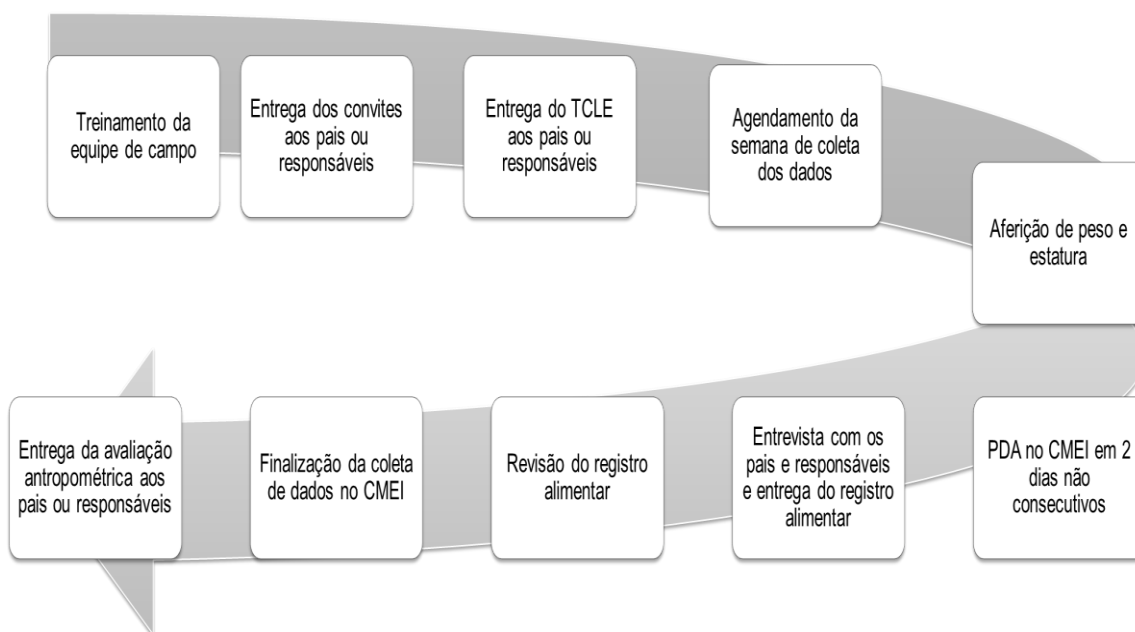 Treinamento da
equipe de campo
Entrega dos convites
aos pais ou
responsáveis
Entrega do TCLE
aos pais ou
responsáveis
Agendamento da
semana de coleta
dos dados
Aferição de peso e
estatura
PDA no CMEI em 2
dias não
consecutivos
Entrevista com os
pais e responsáveis
e entrega do registro
alimentar
Revisão do registro
alimentar
Finalização da coleta
de dados no CMEI
Entrega da avaliação
antropométrica aos
pais ou responsáveis